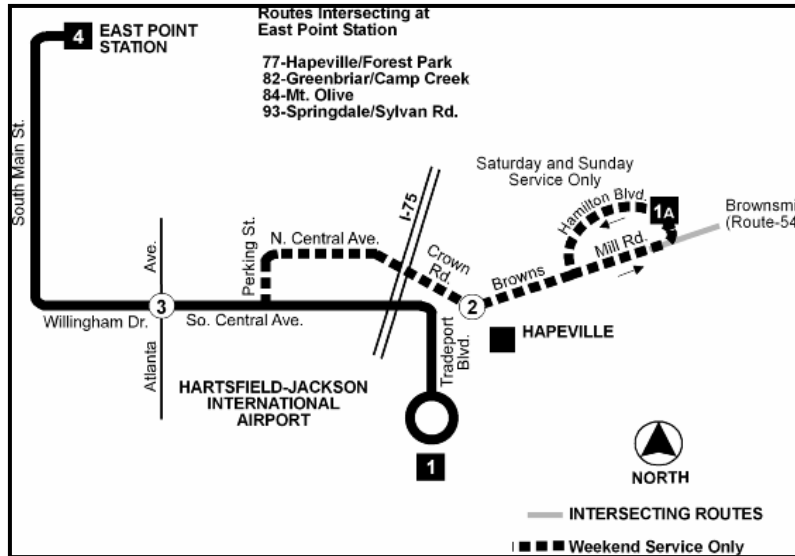 Routes Intersecting at
East Point Station
77-Hapeville/Forest Park
82-Greenbriar/Camp Creek
84-Mt. Olive
93-Springdale/Sylvan Rd.
4
EAST POINT
STATION
South Main St.
Saturday and Sunday
Service Only
I-75
Hamilton Blvd.
1A
Brownsmi
(Route-54
N. Central Ave.
Perking St.
Crown
Rd.
Browns
Mill Rd.
Ave.
3
2
Willingham Dr.
So. Central Ave.
Atlanta
Tradeport
Blvd.
HAPEVILLE
HARTSFIELD-JACKSON
INTERNATIONAL
AIRPORT
1
NORTH
INTERSECTING ROUTES
Weekend Service Only